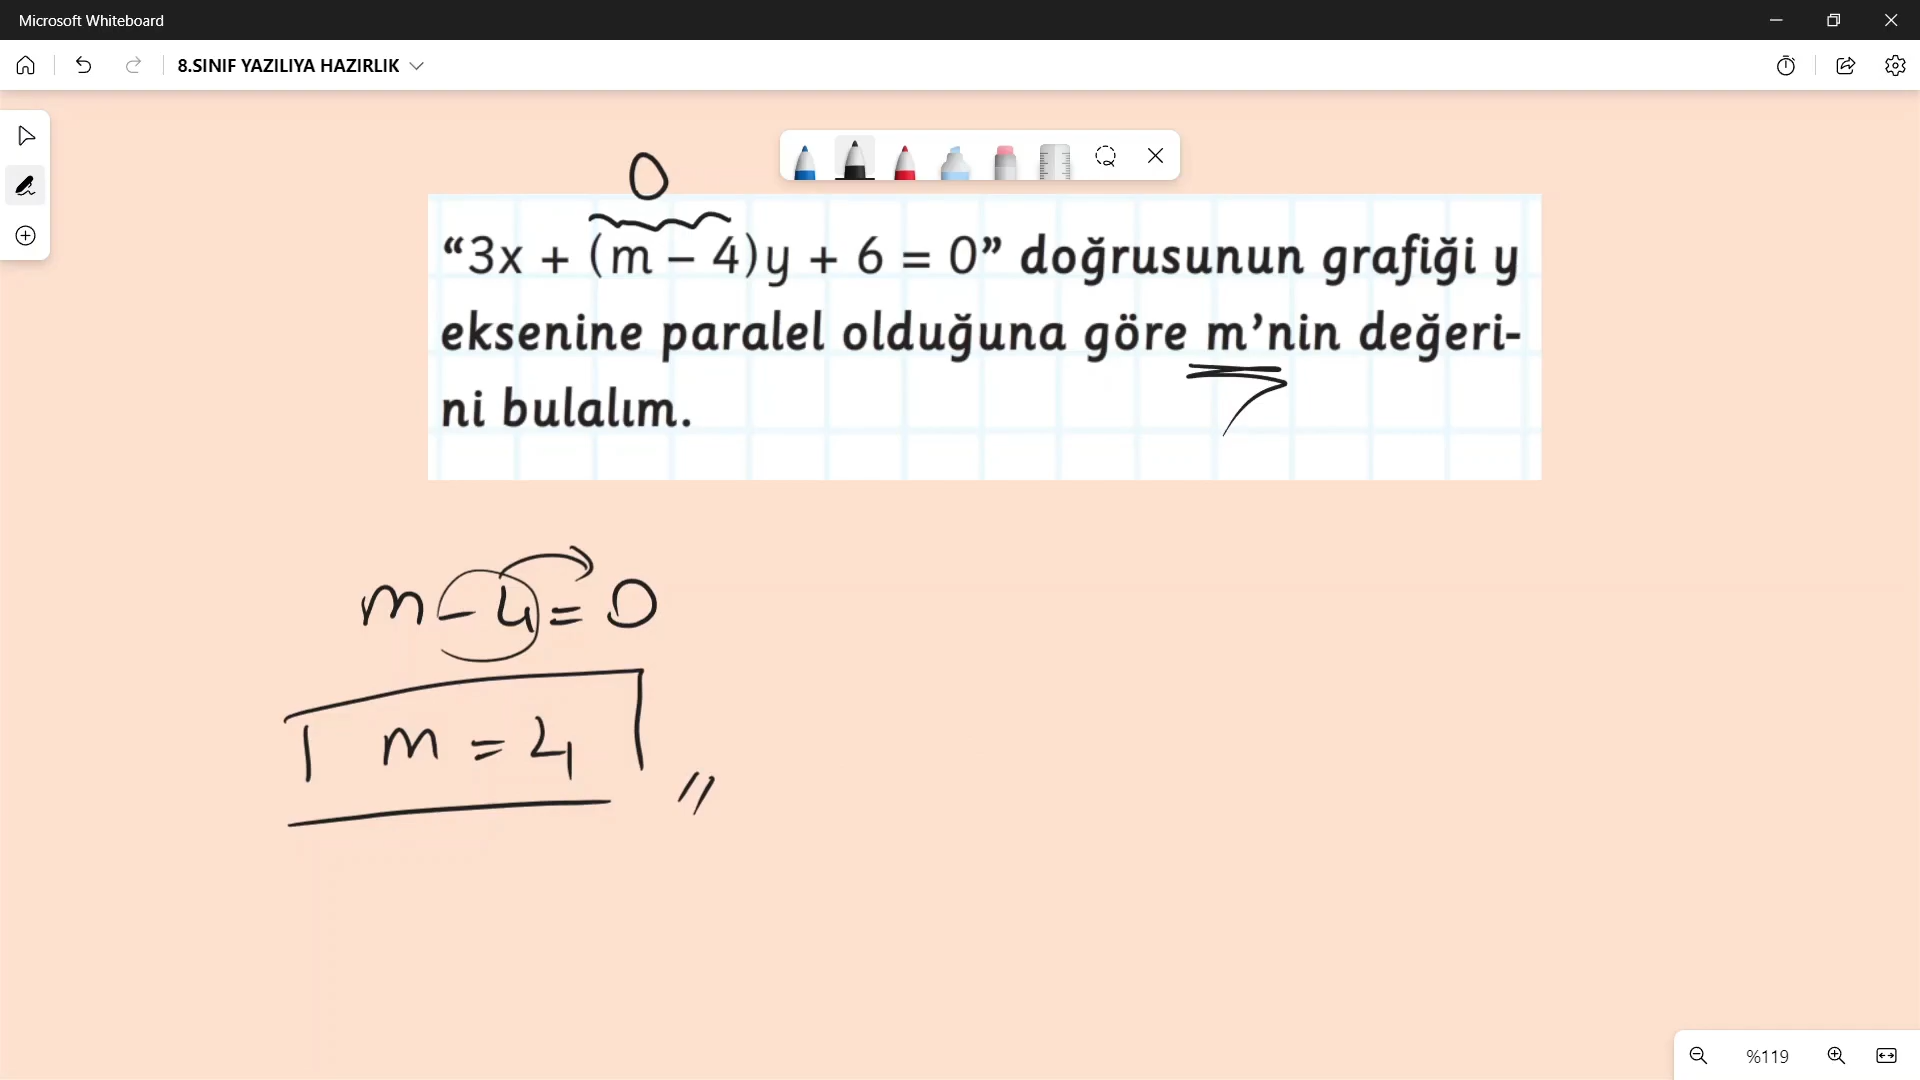 Microsoft Whiteboard
8.SINIF YAZILIYA HAZIRLIK
0
“3x + (m – 4)y + 6 = 0” doğrusunun grafiği y
eksenine paralel olduğuna göre m’nin değeri-
ni bulalım.
m - 4 = 0
m = 4 //
%119